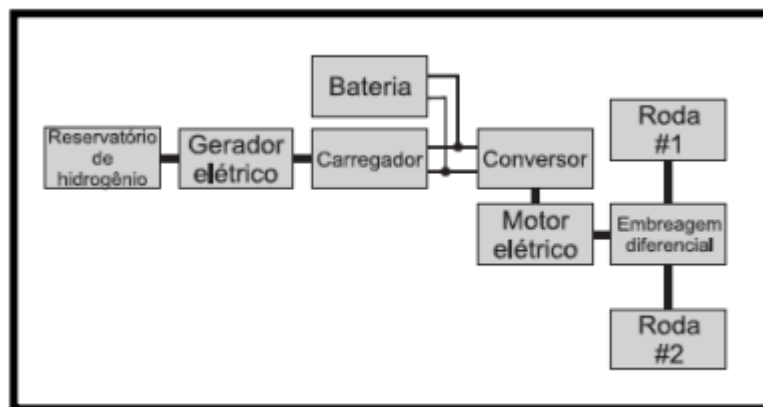 Bateria
Reservatório
de
hidrogênio
Gerador
elétrico
Carregador
Conversor
Roda
#1
Motor
elétrico
Embreagem
diferencial
Roda
#2